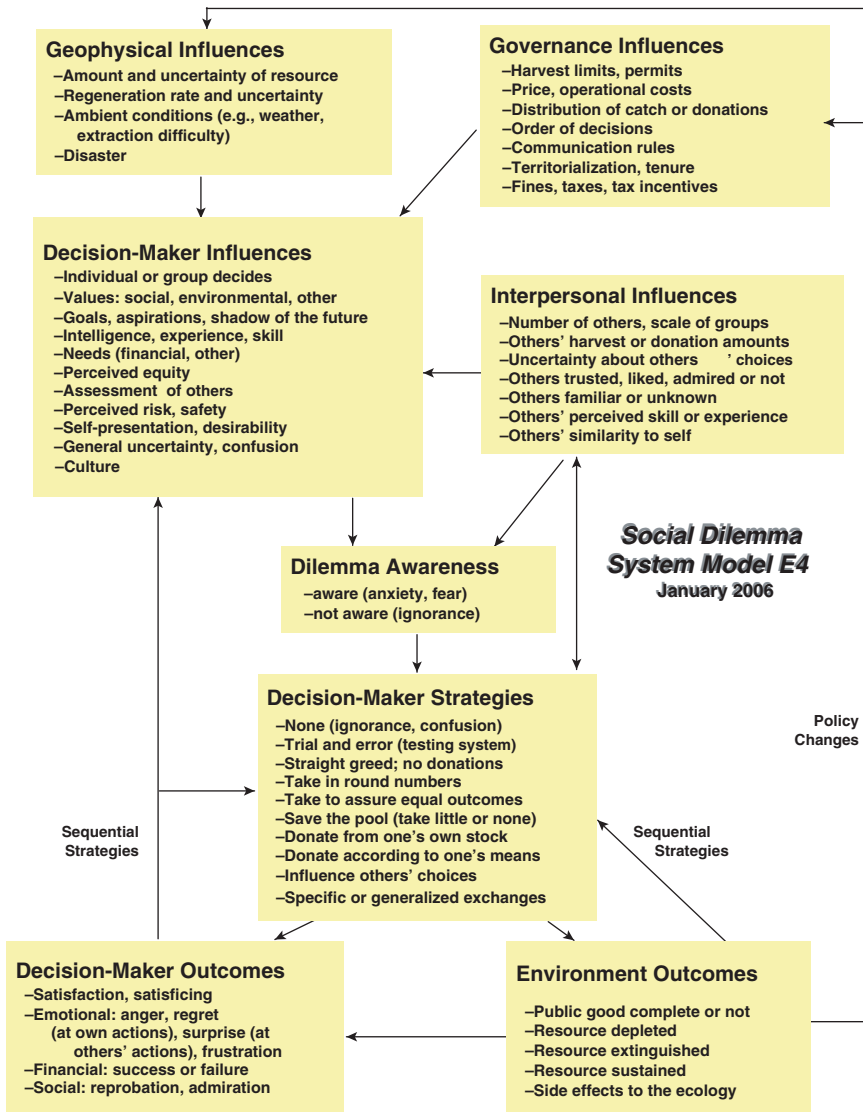 Geophysical Influences
–Amount and uncertainty of resource
–Regeneration rate and uncertainty
–Ambient conditions (e.g., weather,
extraction difficulty)
–Disaster
Governance Influences
–Harvest limits, permits
–Price, operational costs
–Distribution of catch or donations
–Order of decisions
–Communication rules
–Territorialization, tenure
–Fines, taxes, tax incentives
Decision-Maker Influences
–Individual or group decides
–Values: social, environmental, other
–Goals, aspirations, shadow of the future
–Intelligence, experience, skill
–Needs (financial, other)
–Perceived equity
–Assessment of others
–Perceived risk, safety
–Self-presentation, desirability
–General uncertainty, confusion
–Culture
Interpersonal Influences
–Number of others, scale of groups
–Others' harvest or donation amounts
–Uncertainty about others ' choices
–Others trusted, liked, admired or not
–Others familiar or unknown
–Others' perceived skill or experience
–Others' similarity to self
Social Dilemma
System Model E4
January 2006
Dilemma Awareness
–aware (anxiety, fear)
–not aware (ignorance)
Decision-Maker Strategies
–None (ignorance, confusion)
–Trial and error (testing system)
–Straight greed; no donations
–Take in round numbers
–Take to assure equal outcomes
–Save the pool (take little or none)
–Donate from one's own stock
–Donate according to one's means
–Influence others' choices
–Specific or generalized exchanges
Policy
Changes
Sequential
Strategies
Sequential
Strategies
Decision-Maker Outcomes
–Satisfaction, satisficing
–Emotional: anger, regret
(at own actions), surprise (at
others' actions), frustration
–Financial: success or failure
–Social: reprobation, admiration
Environment Outcomes
–Public good complete or not
–Resource depleted
–Resource extinguished
–Resource sustained
–Side effects to the ecology